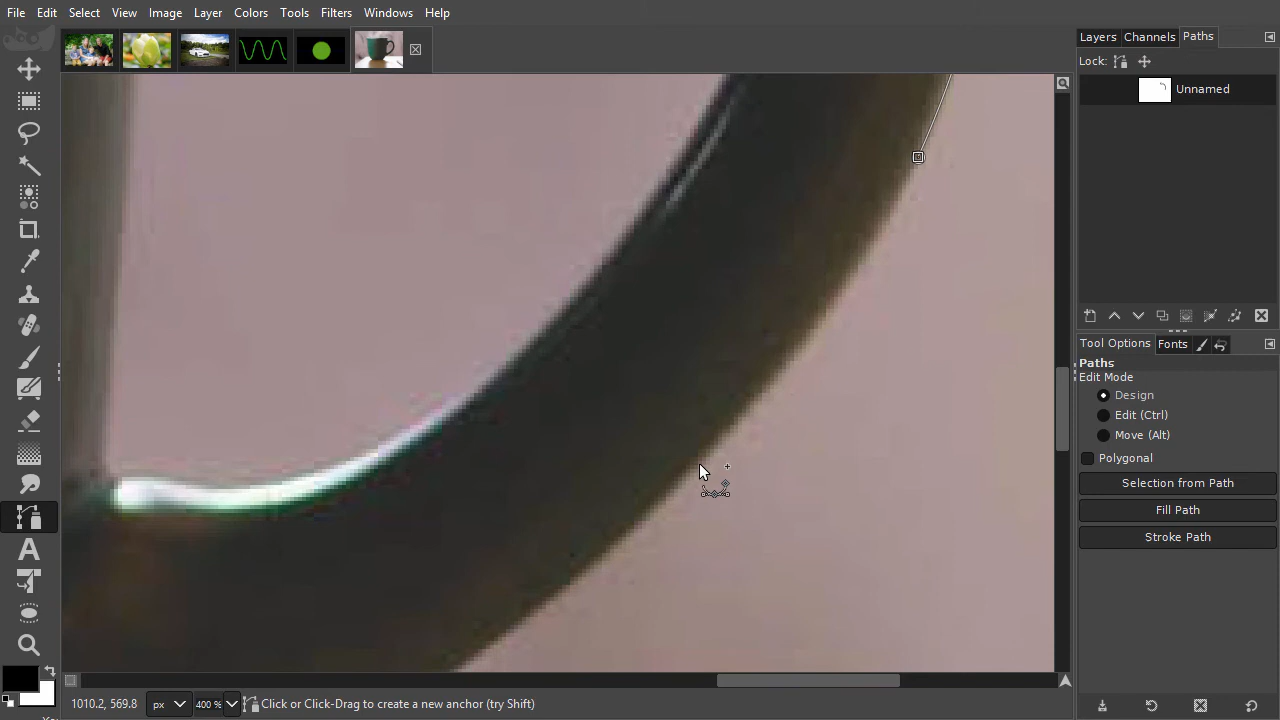 File Edit Select View Image Layer Colors Tools Filters Windows Help
Layers Channels Paths
Lock:
Unnamed
Tool Options Fonts
Paths
Edit Mode
Design
Edit (Ctrl)
Move (Alt)
Polygonal
Selection from Path
Fill Path
Stroke Path
1010.2, 569.8 px 400 % Click or Click-Drag to create a new anchor (try Shift)